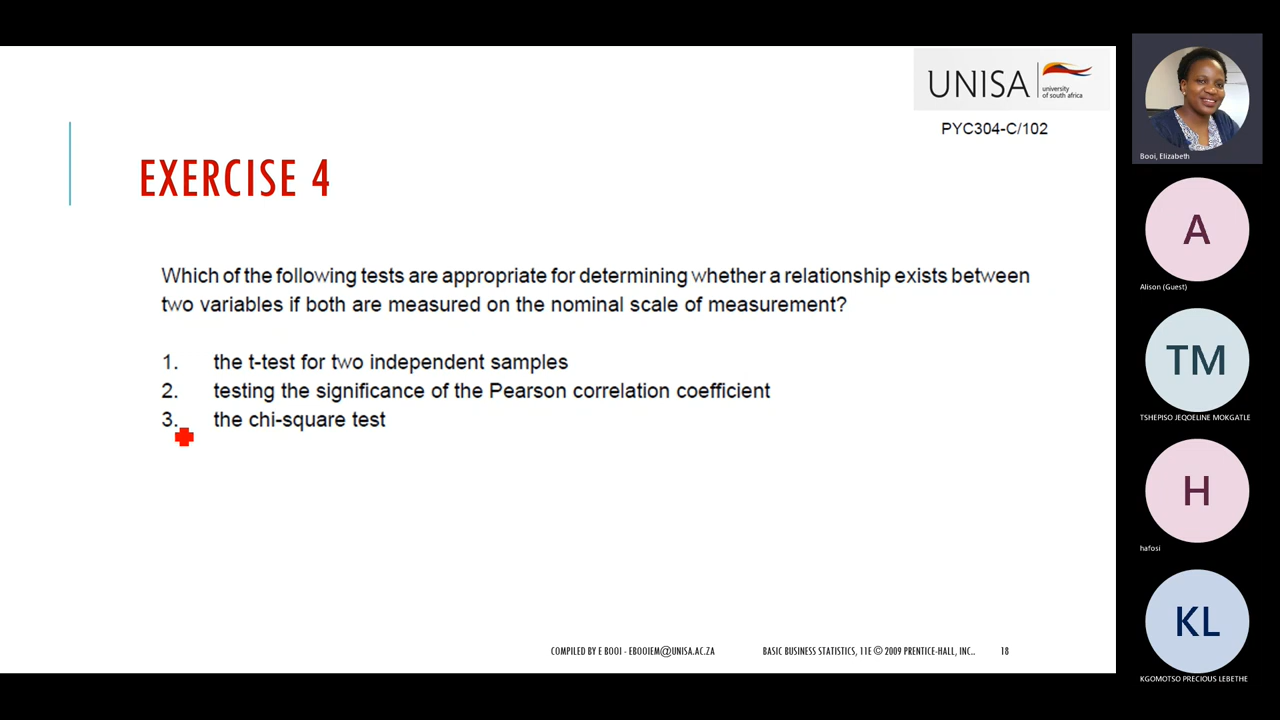 UNISA
university
of south africa
PYC304-C/102
EXERCISE 4
Which of the following tests are appropriate for determining whether a relationship exists between
two variables if both are measured on the nominal scale of measurement?
1. the t-test for two independent samples
2. testing the significance of the Pearson correlation coefficient
3. the chi-square test
COMPILED BY E BOOI - EBOOIEM@UNISA.AC.ZA
BASIC BUSINESS STATISTICS, 11E © 2009 PRENTICE-HALL, INC..
18
Booi, Elizabeth
A
Alison (Guest)
TM
TSHEPISO JEQOELINE MOKGATLE
H
hafosi
KL
KGOMOTSO PRECIOUS LEBETHE